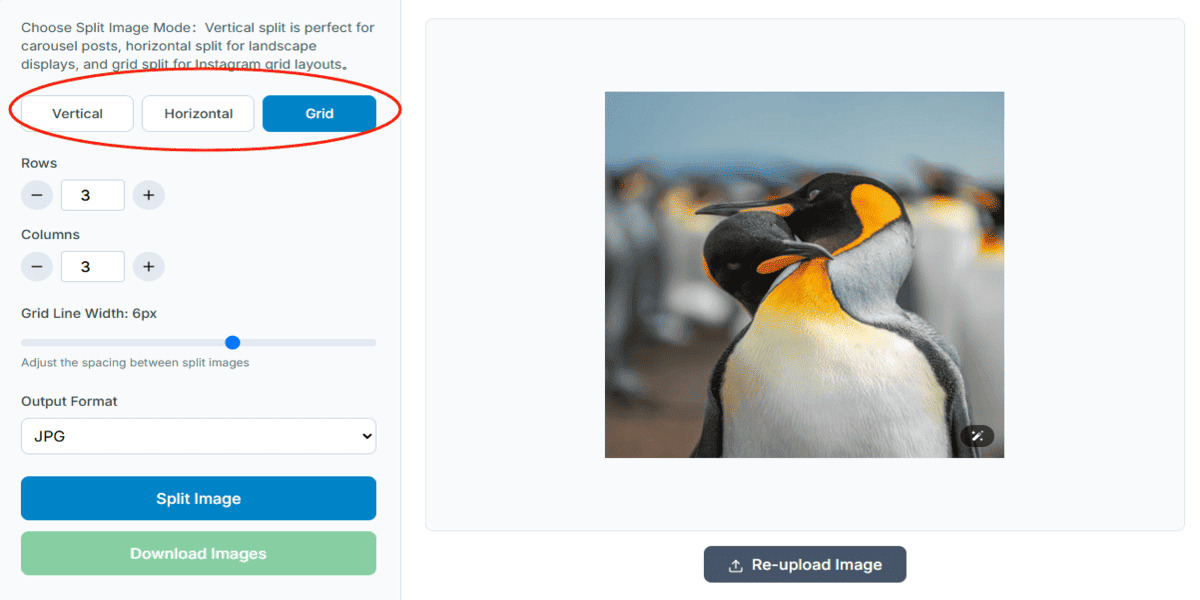 Choose Split Image Mode：Vertical split is perfect for
carousel posts, horizontal split for landscape
displays, and grid split for Instagram grid layouts。
Vertical Horizontal Grid
Rows
− 3 +
Columns
− 3 +
Grid Line Width: 6px
Adjust the spacing between split images
Output Format
JPG
Split Image
Download Images
Re-upload Image